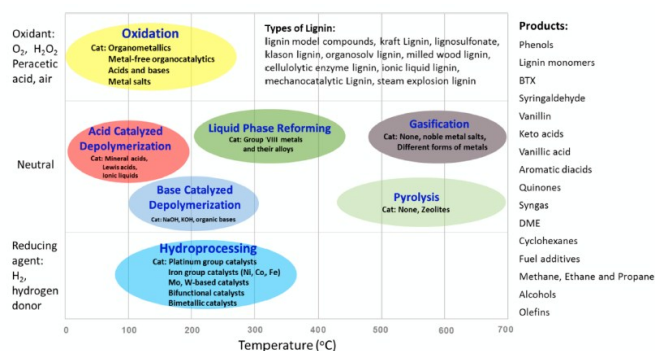 Oxidant:
O2, H2O2
Peracetic
acid, air
Oxidation
Cat: Organometallics
Metal-free organocatalytics
Acids and bases
Metal salts
Types of Lignin:
lignin model compounds, kraft Lignin, lignosulfonate,
klason lignin, organosolv lignin, milled wood lignin,
cellulolytic enzyme lignin, ionic liquid lignin,
mechanocatalytic Lignin, steam explosion lignin
Neutral
Acid Catalyzed
Depolymerization
Cat: Mineral acids,
Lewis acids,
Ionic liquids
Liquid Phase Reforming
Cat: Group VIII metals
and their alloys
Gasification
Cat: None, noble metal salts,
Different forms of metals
Base Catalyzed
Depolymerization
Cat: NaOH, KOH, organic bases
Pyrolysis
Cat: None, Zeolites
Reducing
agent:
H2,
hydrogen
donor
Hydroprocessing
Cat: Platinum group catalysts
Iron group catalysts (Ni, Co, Fe)
Mo, W-based catalysts
Bifunctional catalysts
Bimetallic catalysts
0 100 200 300 400 500 600 700
Temperature (°C)
Products:
Phenols
Lignin monomers
BTX
Syringaldehyde
Vanillin
Keto acids
Vanillic acid
Aromatic diacids
Quinones
Syngas
DME
Cyclohexanes
Fuel additives
Methane, Ethane and Propane
Alcohols
Olefins